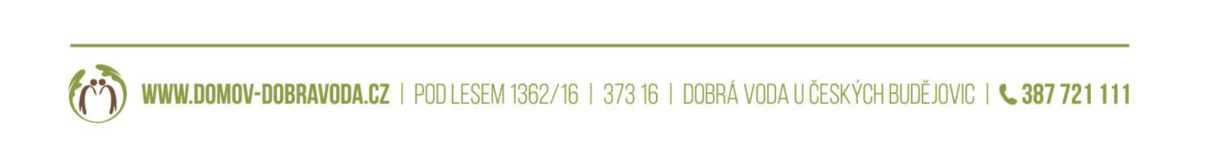 WWW.DOMOV-DOBRAVODA.CZ | POD LESEM 1362/16 | 373 16 | DOBRÁ VODA U ČESKÝCH BUDĚJOVIC | 387 721 111